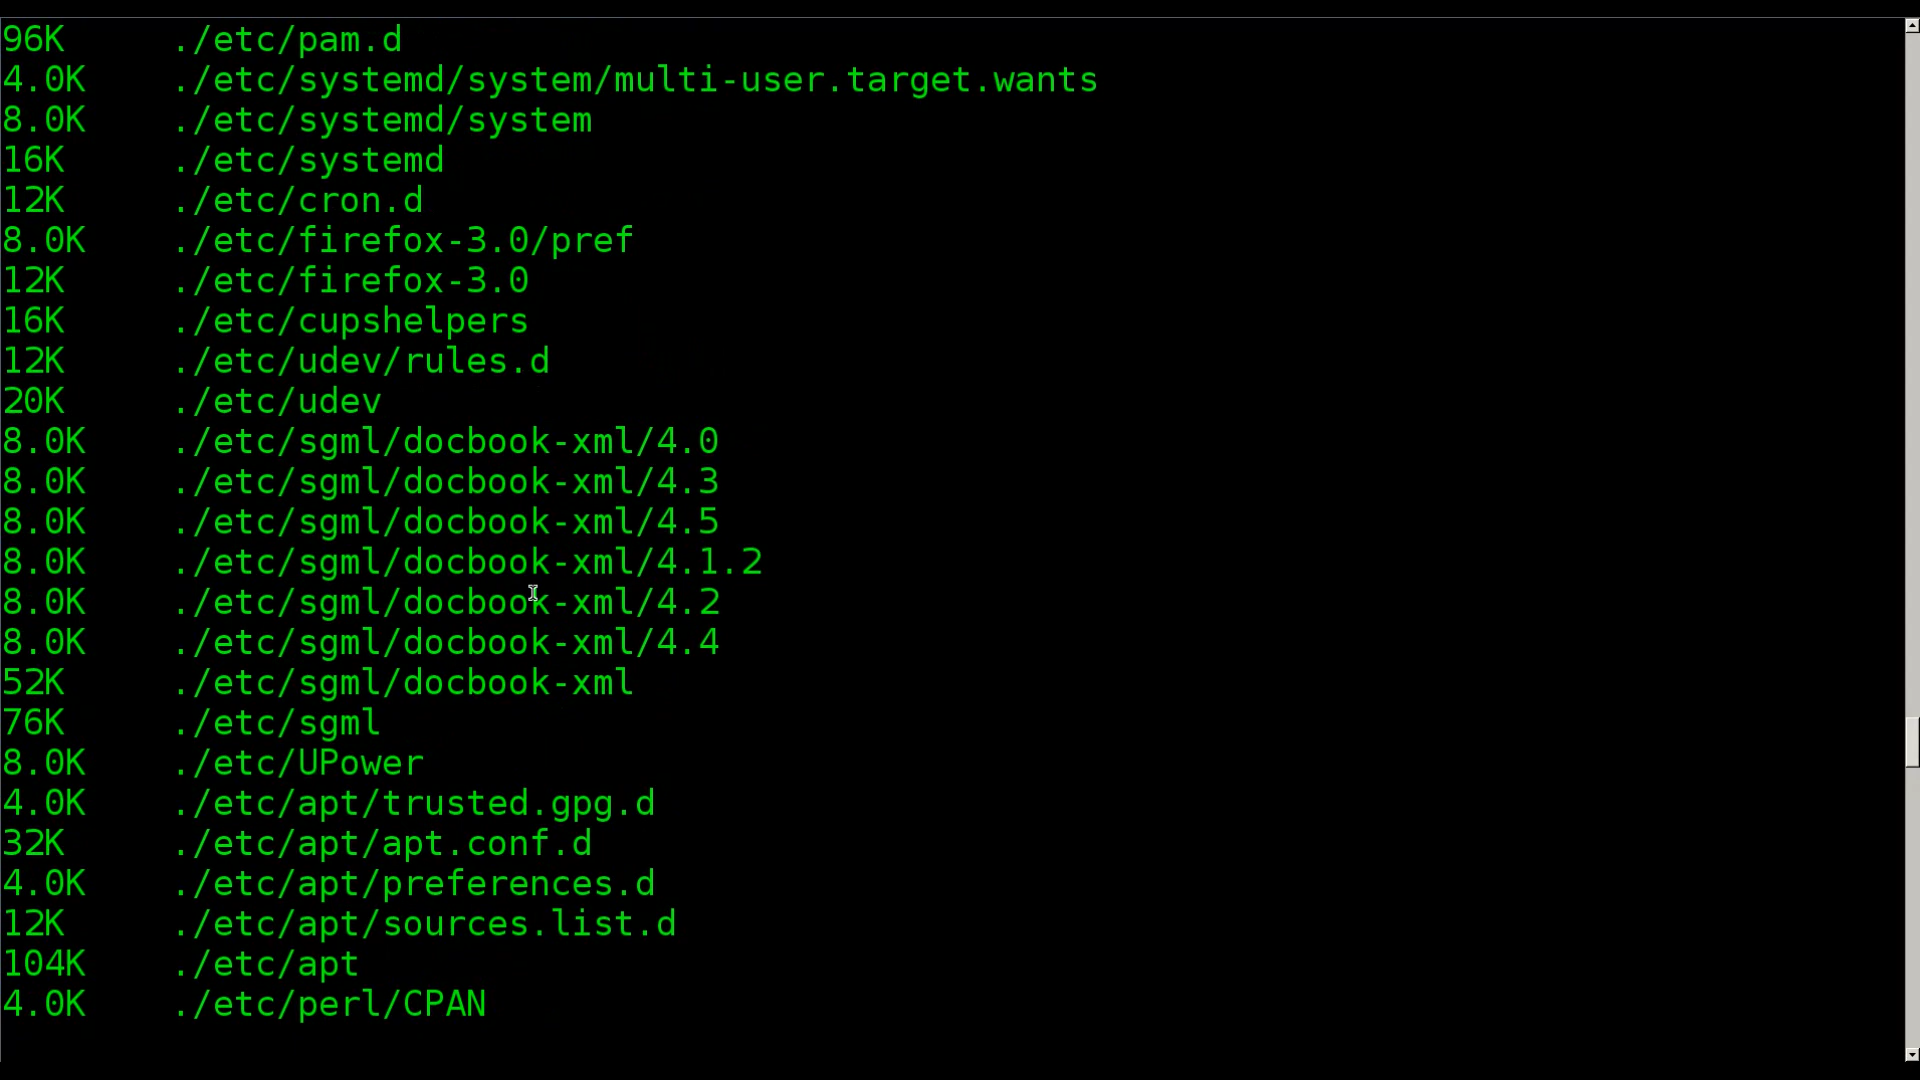 96K ./etc/pam.d
4.0K ./etc/systemd/system/multi-user.target.wants
8.0K ./etc/systemd/system
16K ./etc/systemd
12K ./etc/cron.d
8.0K ./etc/firefox-3.0/pref
12K ./etc/firefox-3.0
16K ./etc/cupshelpers
12K ./etc/udev/rules.d
20K ./etc/udev
8.0K ./etc/sgml/docbook-xml/4.0
8.0K ./etc/sgml/docbook-xml/4.3
8.0K ./etc/sgml/docbook-xml/4.5
8.0K ./etc/sgml/docbook-xml/4.1.2
8.0K ./etc/sgml/docbook-xml/4.2
8.0K ./etc/sgml/docbook-xml/4.4
52K ./etc/sgml/docbook-xml
76K ./etc/sgml
8.0K ./etc/UPower
4.0K ./etc/apt/trusted.gpg.d
32K ./etc/apt/apt.conf.d
4.0K ./etc/apt/preferences.d
12K ./etc/apt/sources.list.d
104K ./etc/apt
4.0K ./etc/perl/CPAN